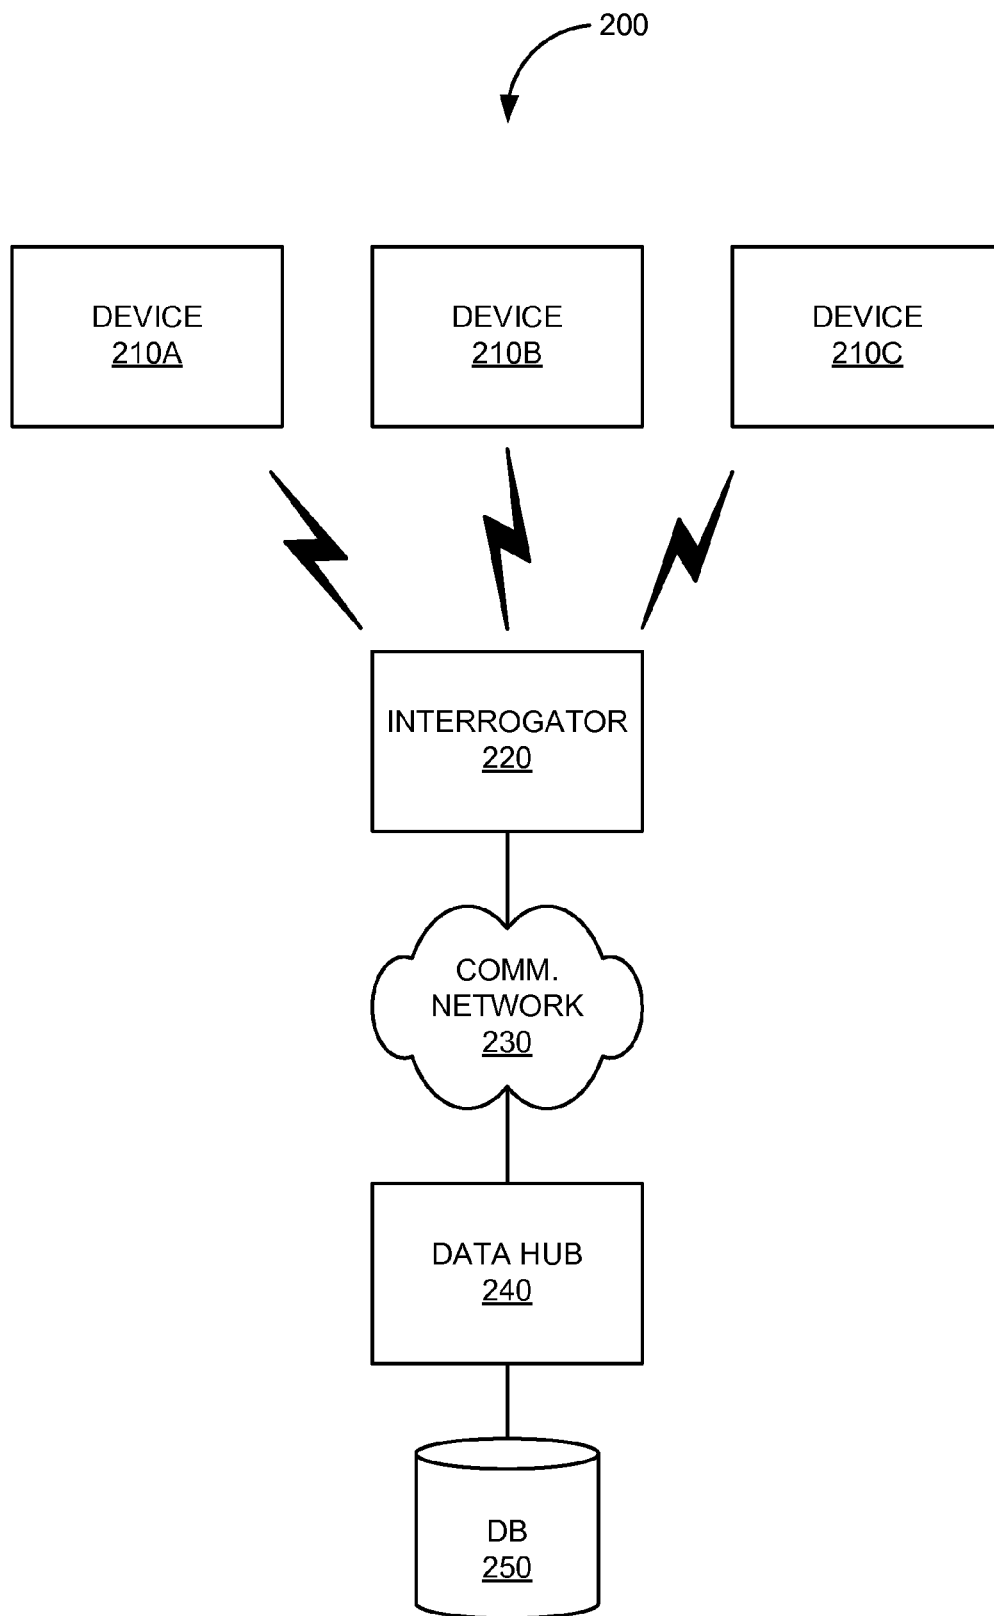 200
DEVICE
210A
DEVICE
210B
DEVICE
210C
INTERROGATOR
220
COMM.
NETWORK
230
DATA HUB
240
DB
250